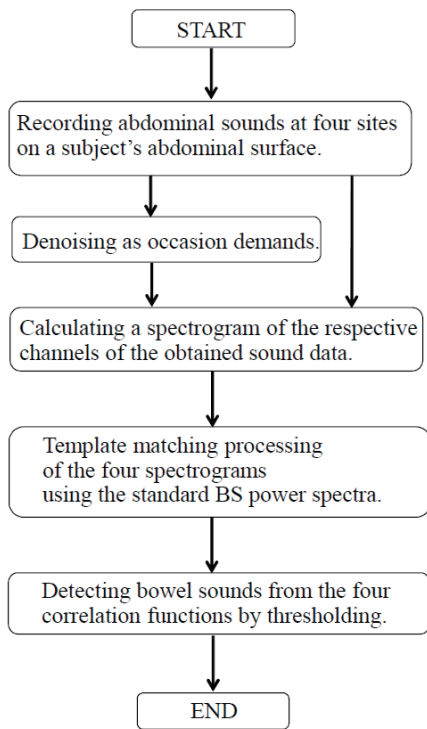 START
Recording abdominal sounds at four sites
on a subject's abdominal surface.
Denoising as occasion demands.
Calculating a spectrogram of the respective
channels of the obtained sound data.
Template matching processing
of the four spectrograms
using the standard BS power spectra.
Detecting bowel sounds from the four
correlation functions by thresholding.
END